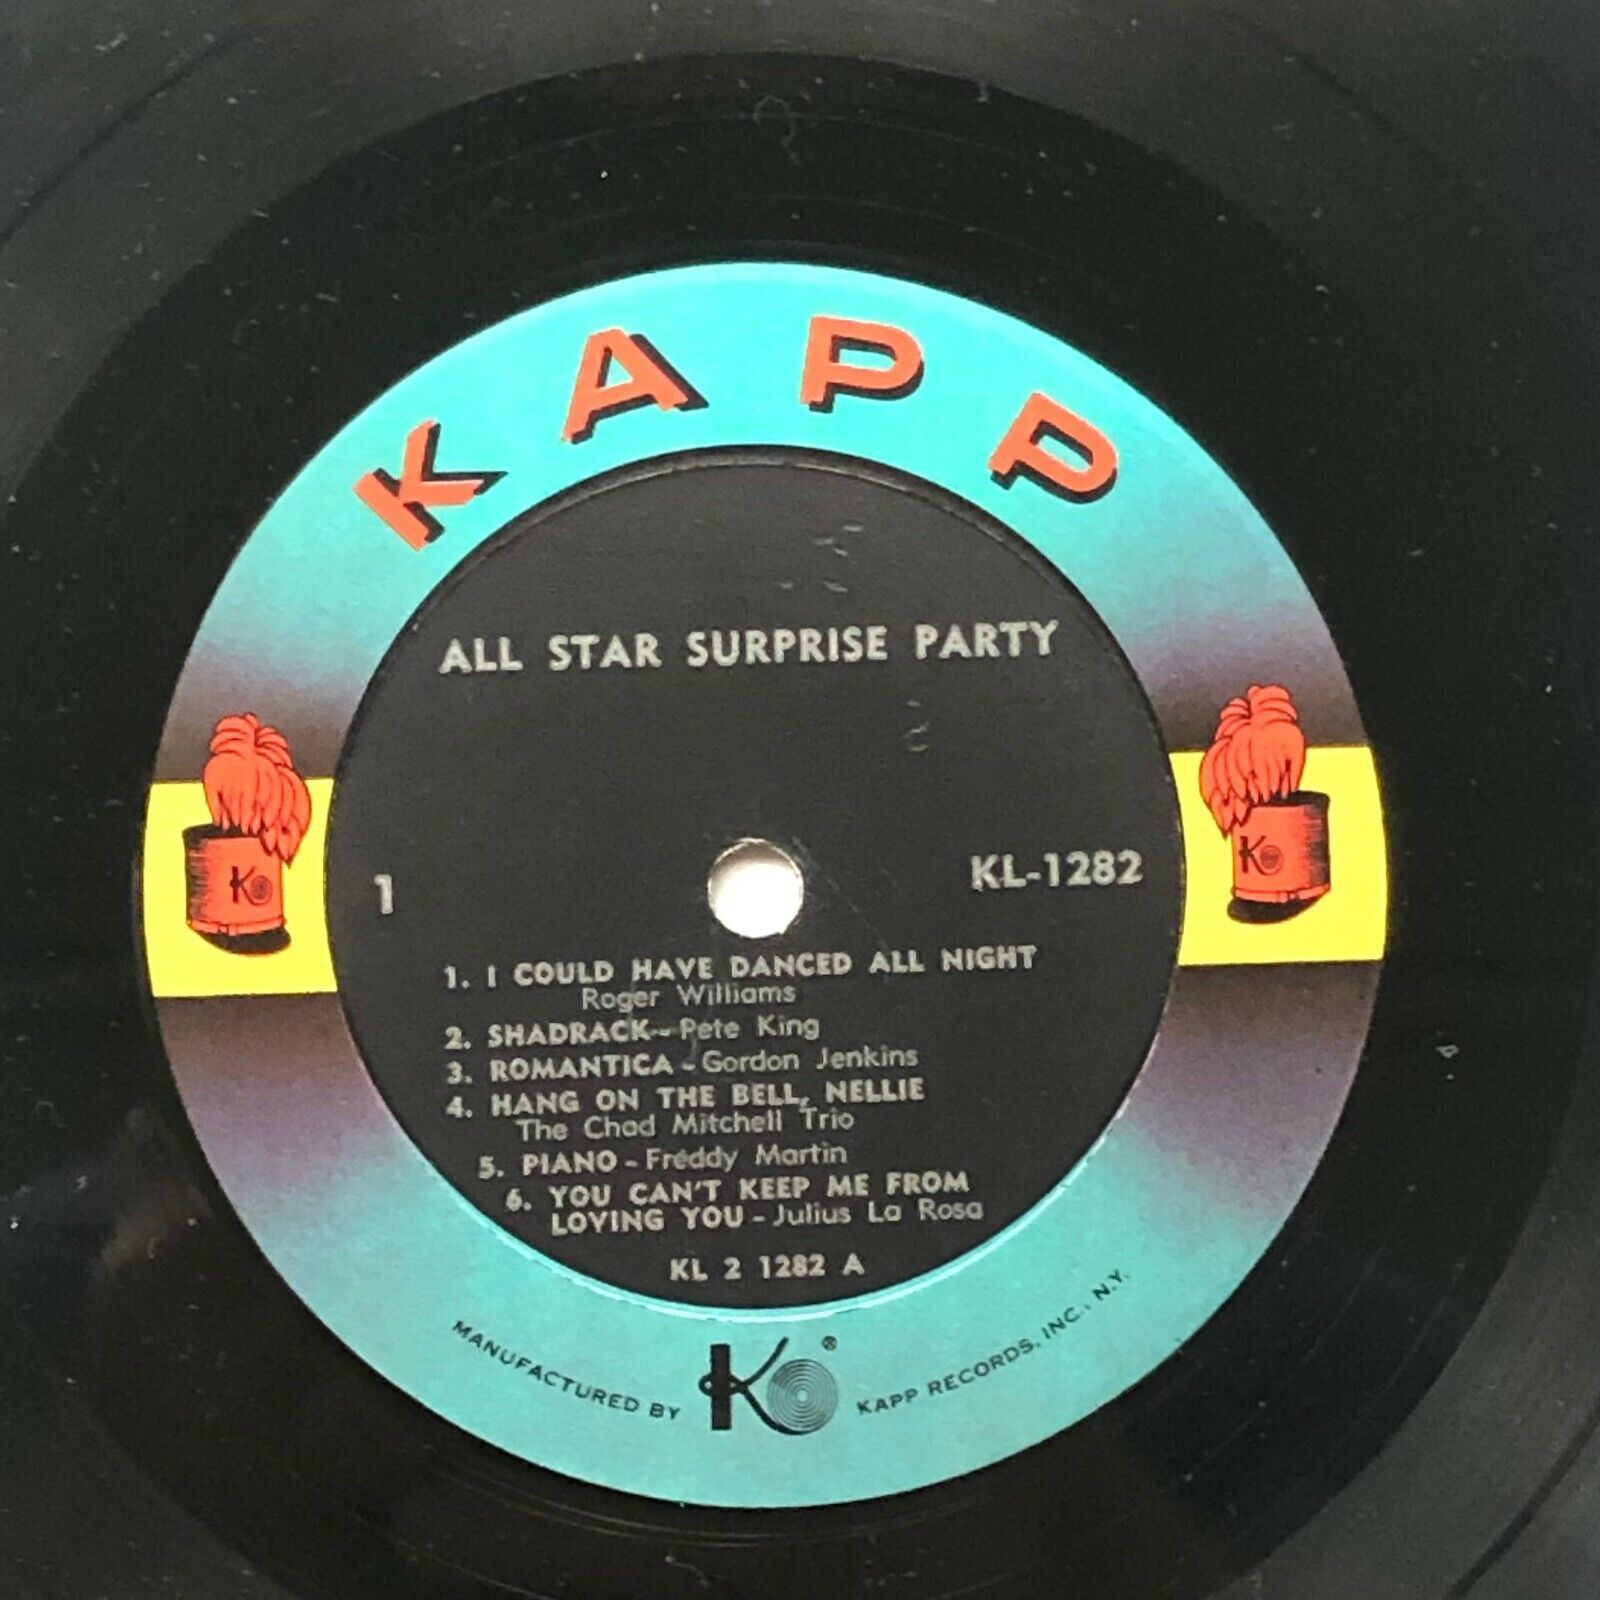 KAPP
ALL STAR SURPRISE PARTY
1
KL-1282
1. I COULD HAVE DANCED ALL NIGHT
Roger Williams
2. SHADRACK - Pete King
3. ROMANTICA - Gordon Jenkins
4. HANG ON THE BELL, NELLIE
The Chad Mitchell Trio
5. PIANO - Freddy Martin
6. YOU CAN'T KEEP ME FROM
LOVING YOU - Julius La Rosa
KL 2 1282 A
MANUFACTURED BY K ® KAPP RECORDS, INC., N.Y.
K
K